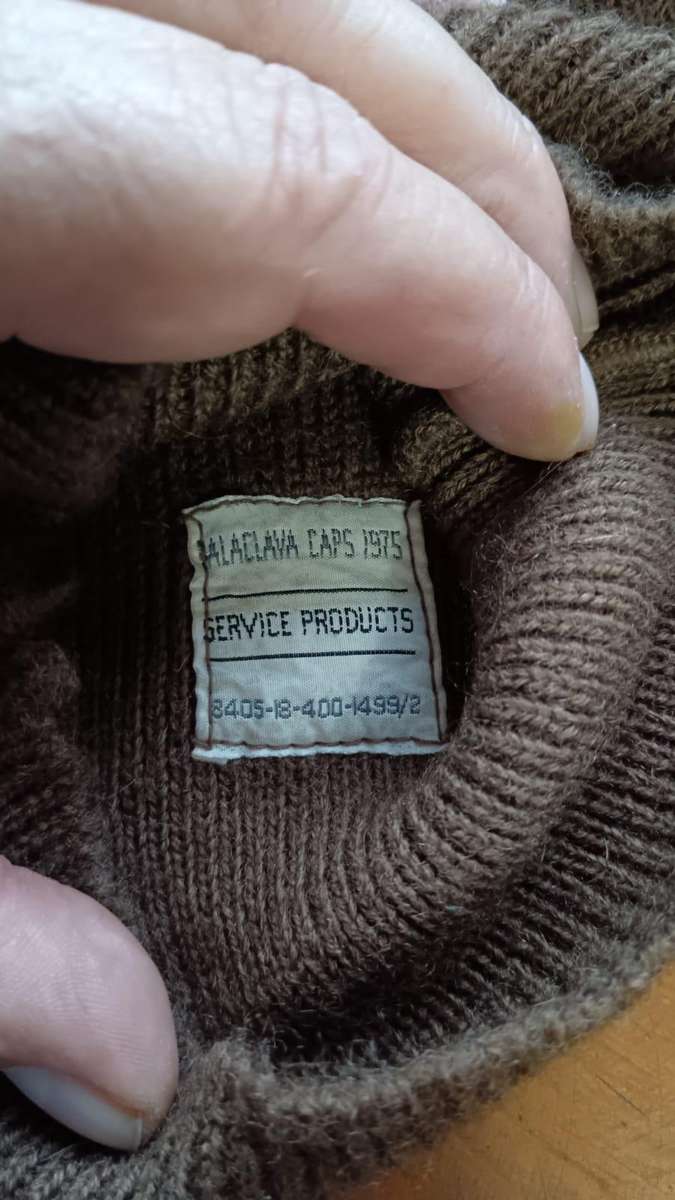 BALACLAVA CAPS 1975
SERVICE PRODUCTS
8405-18-400-1499/2